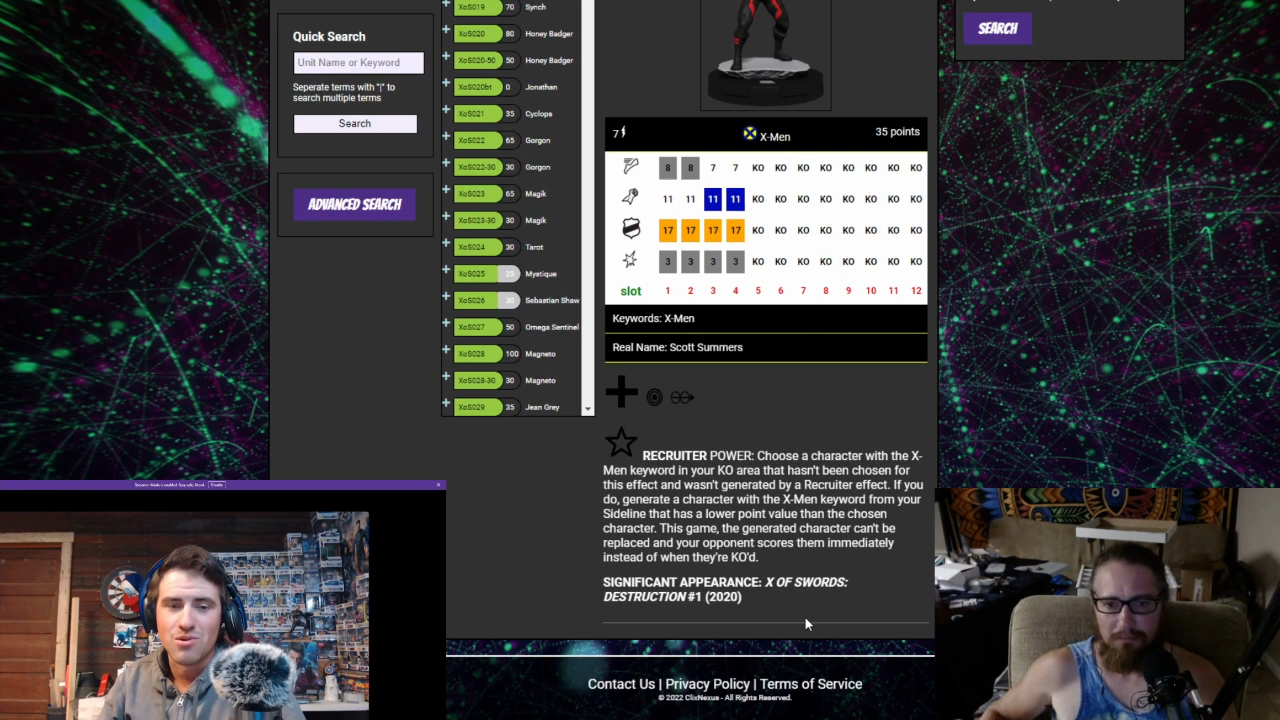 Quick Search
Unit Name or Keyword
Seperate terms with "|" to
search multiple terms
Search
ADVANCED SEARCH
XoS019 70 Synch
XoS020 80 Honey Badger
XoS020-50 50 Honey Badger
XoS020bt 0 Jonathan
XoS021 35 Cyclops
XoS022 65 Gorgon
XoS022-30 30 Gorgon
XoS023 65 Magik
XoS023-30 30 Magik
XoS024 30 Tarot
XoS025 35 Mystique
XoS026 30 Sebastian Shaw
XoS027 50 Omega Sentinel
XoS028 100 Magneto
XoS028-30 30 Magneto
XoS029 35 Jean Grey
7 X-Men 35 points
8 8 7 7 KO KO KO KO KO KO KO KO
11 11 11 11 KO KO KO KO KO KO KO KO
17 17 17 17 KO KO KO KO KO KO KO KO
3 3 3 3 KO KO KO KO KO KO KO KO
slot 1 2 3 4 5 6 7 8 9 10 11 12
Keywords: X-Men
Real Name: Scott Summers
RECRUITER POWER: Choose a character with the X-
Men keyword in your KO area that hasn't been chosen for
this effect and wasn't generated by a Recruiter effect. If you
do, generate a character with the X-Men keyword from your
Sideline that has a lower point value than the chosen
character. This game, the generated character can't be
replaced and your opponent scores them immediately
instead of when they're KO'd.
SIGNIFICANT APPEARANCE: X OF SWORDS:
DESTRUCTION #1 (2020)
SEARCH
Contact Us | Privacy Policy | Terms of Service
© 2022 ClixNexus - All Rights Reserved.